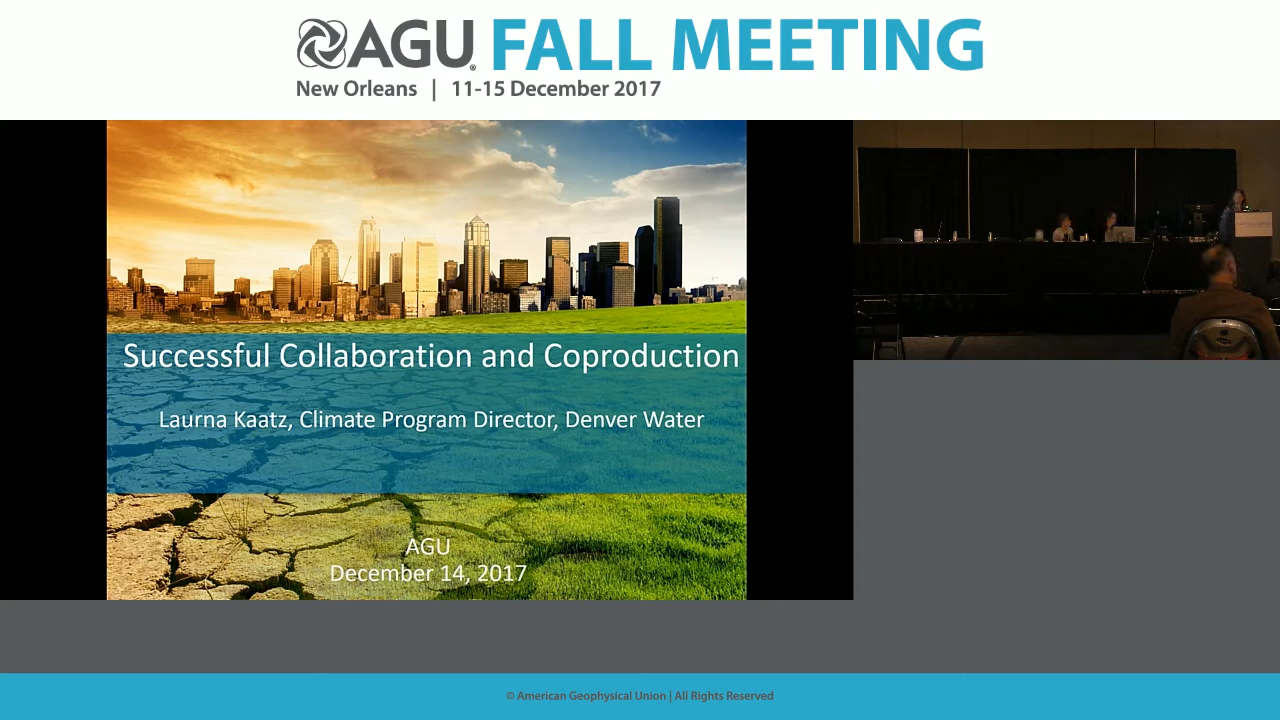 AGU FALL MEETING
New Orleans | 11-15 December 2017
Successful Collaboration and Coproduction
Laurna Kaatz, Climate Program Director, Denver Water
AGU
December 14, 2017
© American Geophysical Union | All Rights Reserved